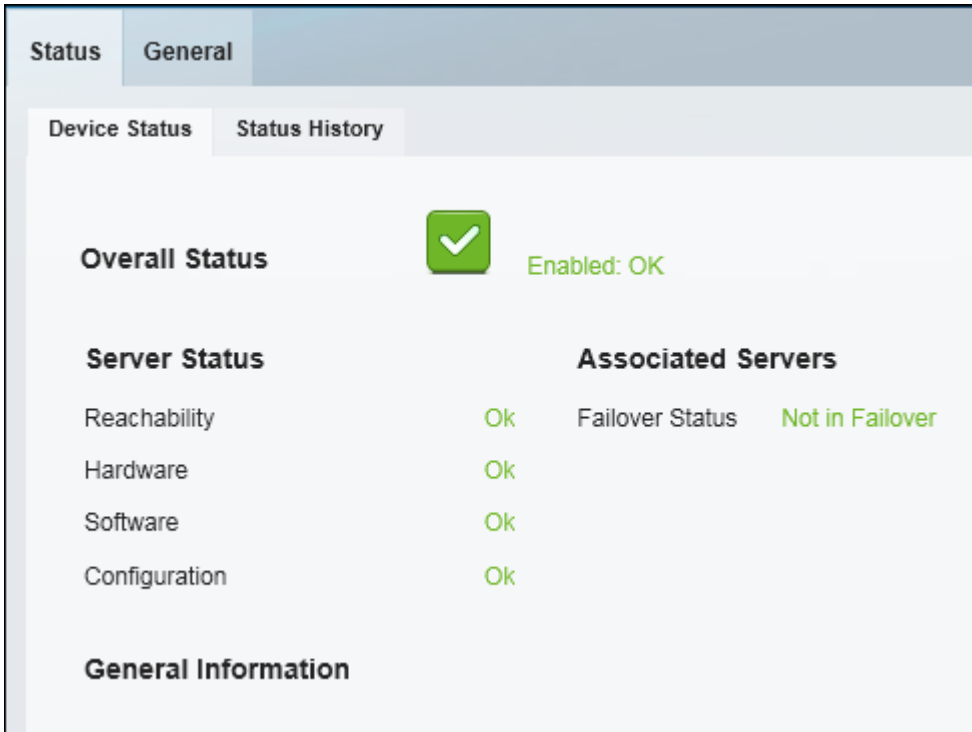 Status General
Device Status Status History
Overall Status Enabled: OK
Server Status Associated Servers
Reachability Ok Failover Status Not in Failover
Hardware Ok
Software Ok
Configuration Ok
General Information